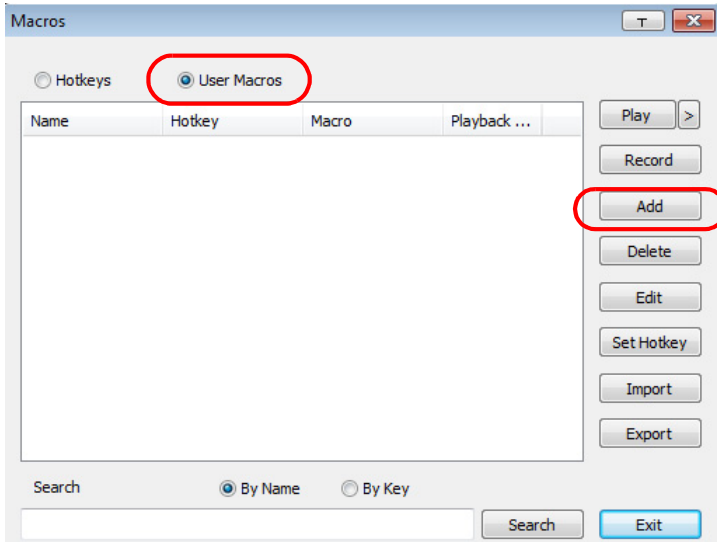 Macros T
Hotkeys User Macros
Name Hotkey Macro Playback ...
Play >
Record
Add
Delete
Edit
Set Hotkey
Import
Export
Search By Name By Key
Search Exit